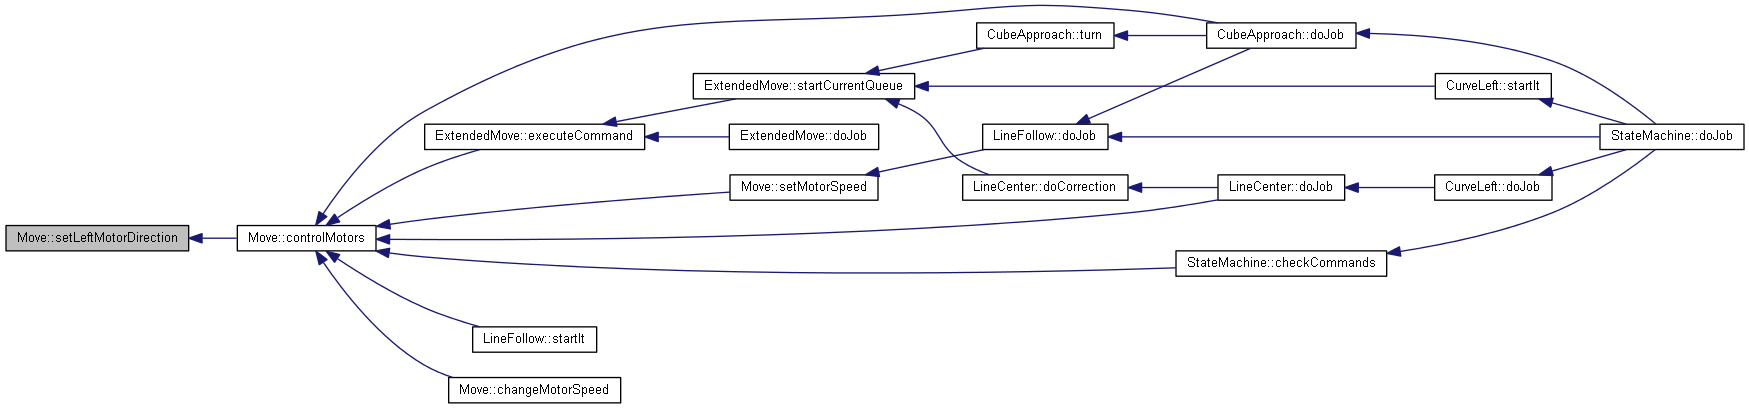 CubeApproach::turn
CubeApproach::doJob
ExtendedMove::startCurrentQueue
CurveLeft::startIt
ExtendedMove::executeCommand
ExtendedMove::doJob
LineFollow::doJob
StateMachine::doJob
Move::setMotorSpeed
LineCenter::doCorrection
LineCenter::doJob
CurveLeft::doJob
Move::setLeftMotorDirection
Move::controlMotors
StateMachine::checkCommands
LineFollow::startIt
Move::changeMotorSpeed